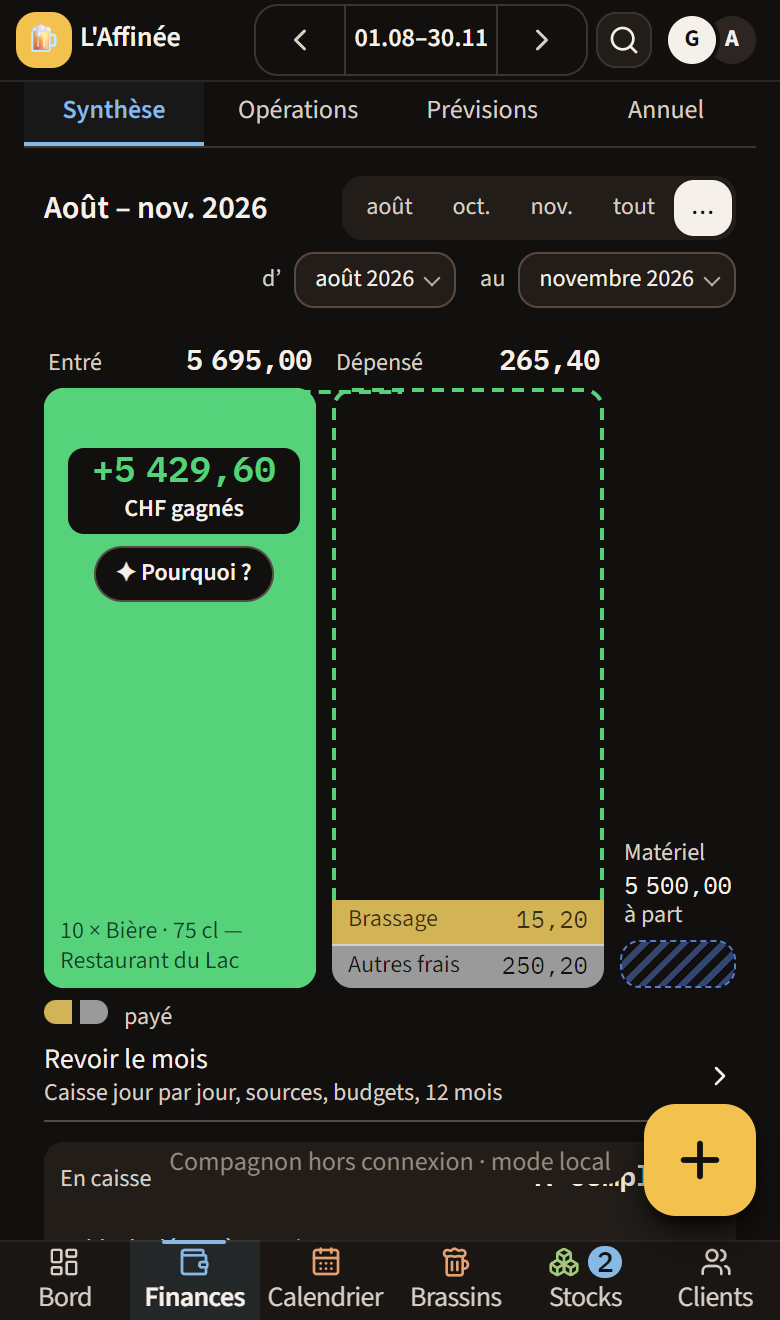 L'Affinée
01.08–30.11
G
A
Synthèse
Opérations
Prévisions
Annuel
Août – nov. 2026
août
oct.
nov.
tout
...
d’
août 2026
au
novembre 2026
Entré
5 695,00
Dépensé
265,40
+5 429,60
CHF gagnés
✦ Pourquoi ?
Matériel
5 500,00
à part
10 × Bière · 75 cl —
Restaurant du Lac
Brassage
15,20
Autres frais
250,20
payé
Revoir le mois
Caisse jour par jour, sources, budgets, 12 mois
Compagnon hors connexion · mode local
En caisse
2
Bord
Finances
Calendrier
Brassins
Stocks
Clients